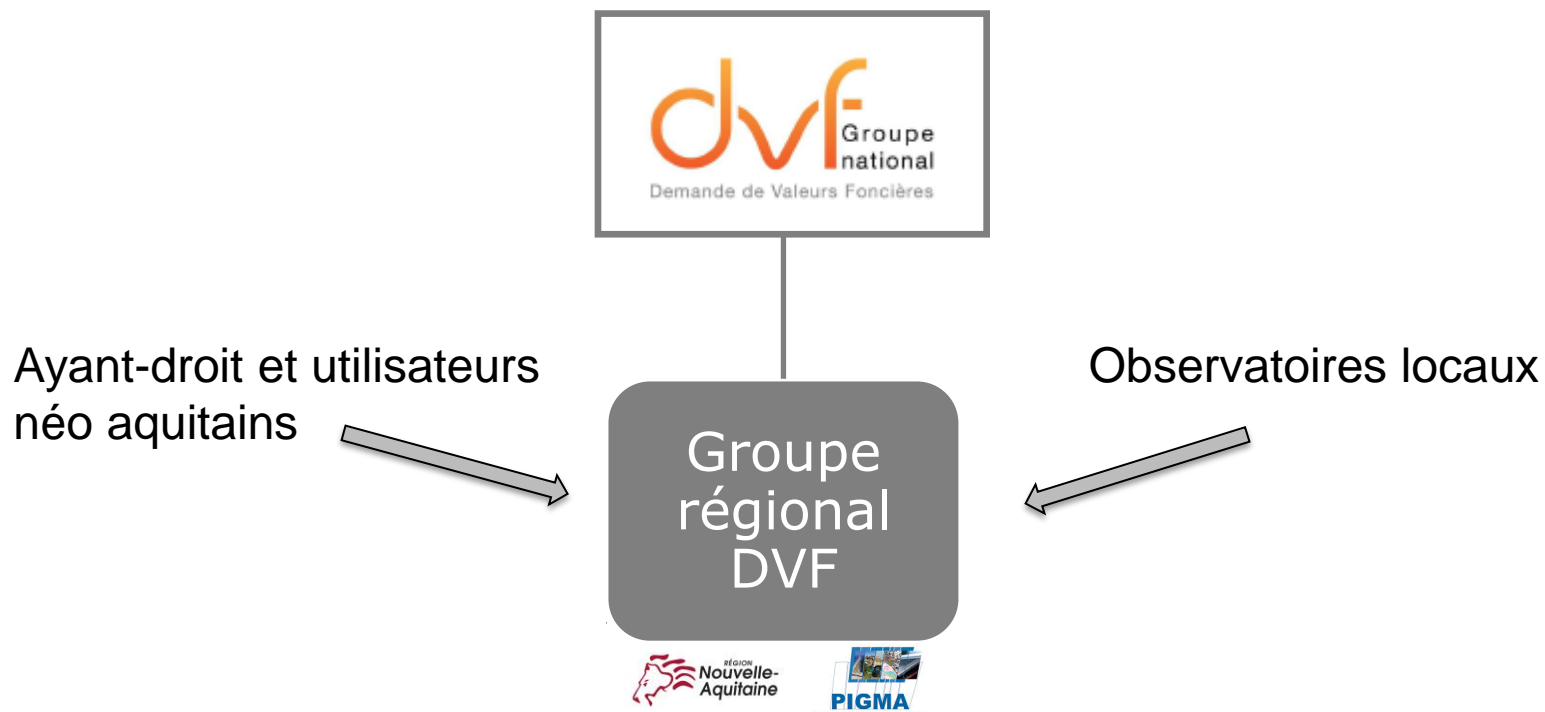 dvf
Groupe
national
Demande de Valeurs Foncières
Ayant-droit et utilisateurs
néo aquitains
Observatoires locaux
Groupe
régional
DVF
RÉGION
Nouvelle-
Aquitaine
PIGMA